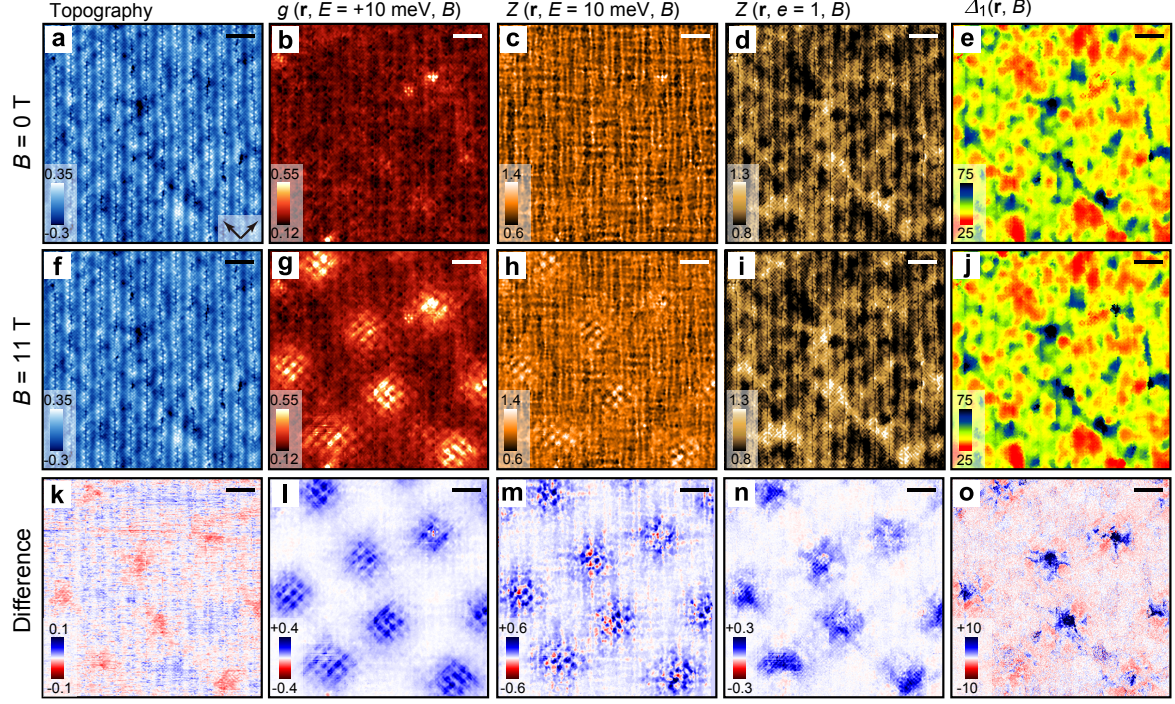 Topography
g (r, E = +10 meV, B)
Z (r, E = 10 meV, B)
Z (r, e = 1, B)
Δ₁(r, B)
B = 0 T
a
b
c
d
e
0.35
-0.3
0.55
0.12
1.4
0.6
1.3
0.8
75
25
B = 11 T
f
g
h
i
j
0.35
-0.3
0.55
0.12
1.4
0.6
1.3
0.8
75
25
Difference
k
l
m
n
o
0.1
-0.1
+0.4
-0.4
+0.6
-0.6
+0.3
-0.3
+10
-10